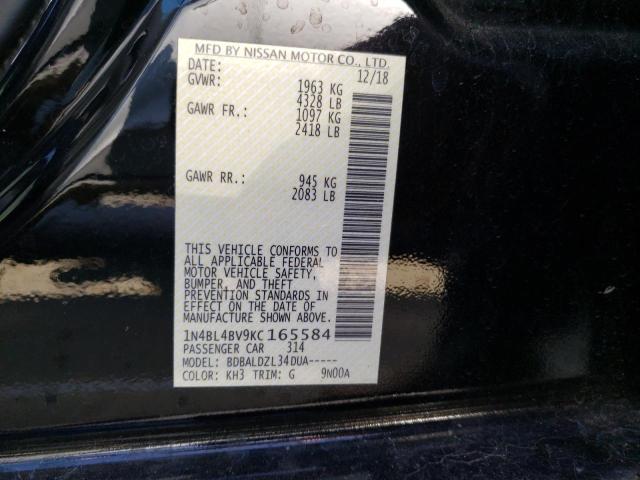 MFD BY NISSAN MOTOR CO., LTD.
DATE: 12/18
GVWR: 1963 KG
4328 LB
GAWR FR.: 1097 KG
2418 LB
GAWR RR.: 945 KG
2083 LB
THIS VEHICLE CONFORMS TO
ALL APPLICABLE FEDERAL
MOTOR VEHICLE SAFETY,
BUMPER, AND THEFT
PREVENTION STANDARDS IN
EFFECT ON THE DATE OF
MANUFACTURE SHOWN ABOVE.
1N4BL4BV9KC165584
PASSENGER CAR 314
MODEL: BDBALDZL34DUA-----
COLOR: KH3 TRIM: G 9N00A